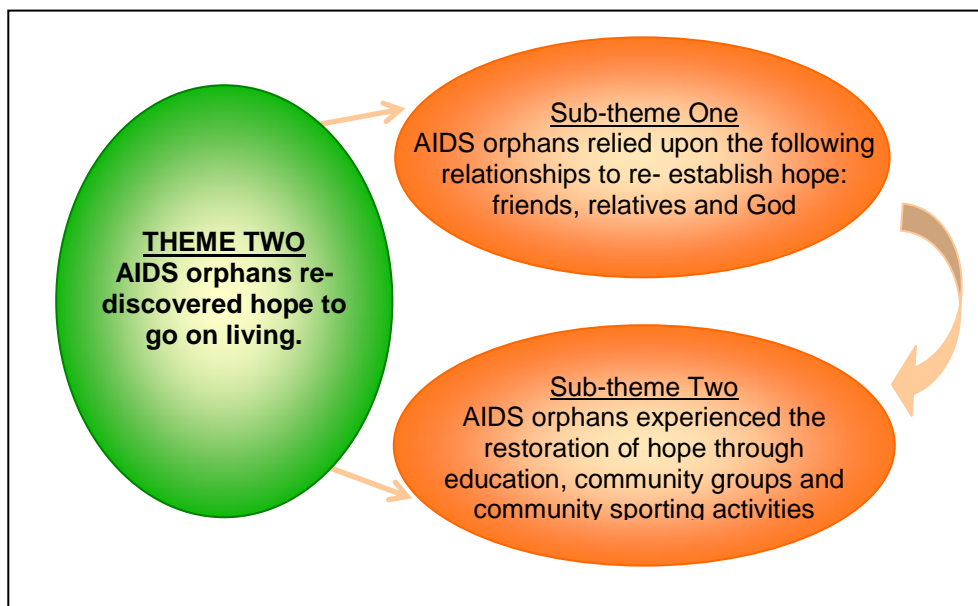 THEME TWO
AIDS orphans re-
discovered hope to
go on living.
Sub-theme One
AIDS orphans relied upon the following
relationships to re- establish hope:
friends, relatives and God
Sub-theme Two
AIDS orphans experienced the
restoration of hope through
education, community groups and
community sporting activities